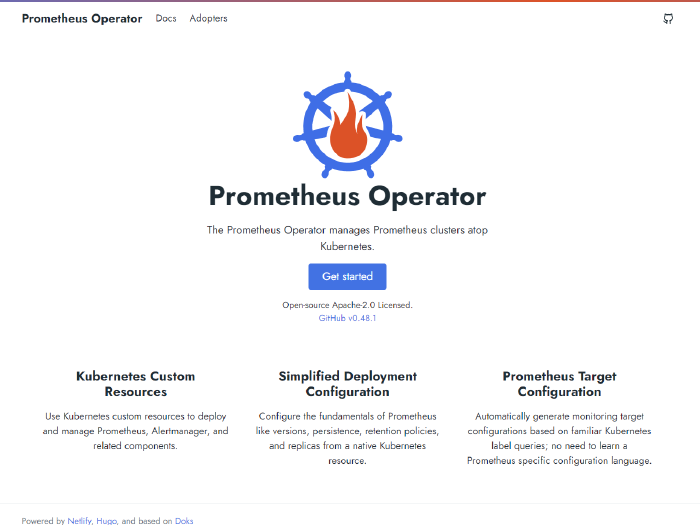 Prometheus Operator Docs Adopters
Prometheus Operator
The Prometheus Operator manages Prometheus clusters atop
Kubernetes.
Get started
Open-source Apache-2.0 Licensed.
GitHub v0.48.1
Kubernetes Custom
Resources
Use Kubernetes custom resources to deploy
and manage Prometheus, Alertmanager, and
related components.
Simplified Deployment
Configuration
Configure the fundamentals of Prometheus
like versions, persistence, retention policies,
and replicas from a native Kubernetes
resource.
Prometheus Target
Configuration
Automatically generate monitoring target
configurations based on familiar Kubernetes
label queries; no need to learn a
Prometheus specific configuration language.
Powered by Netlify, Hugo, and based on Doks